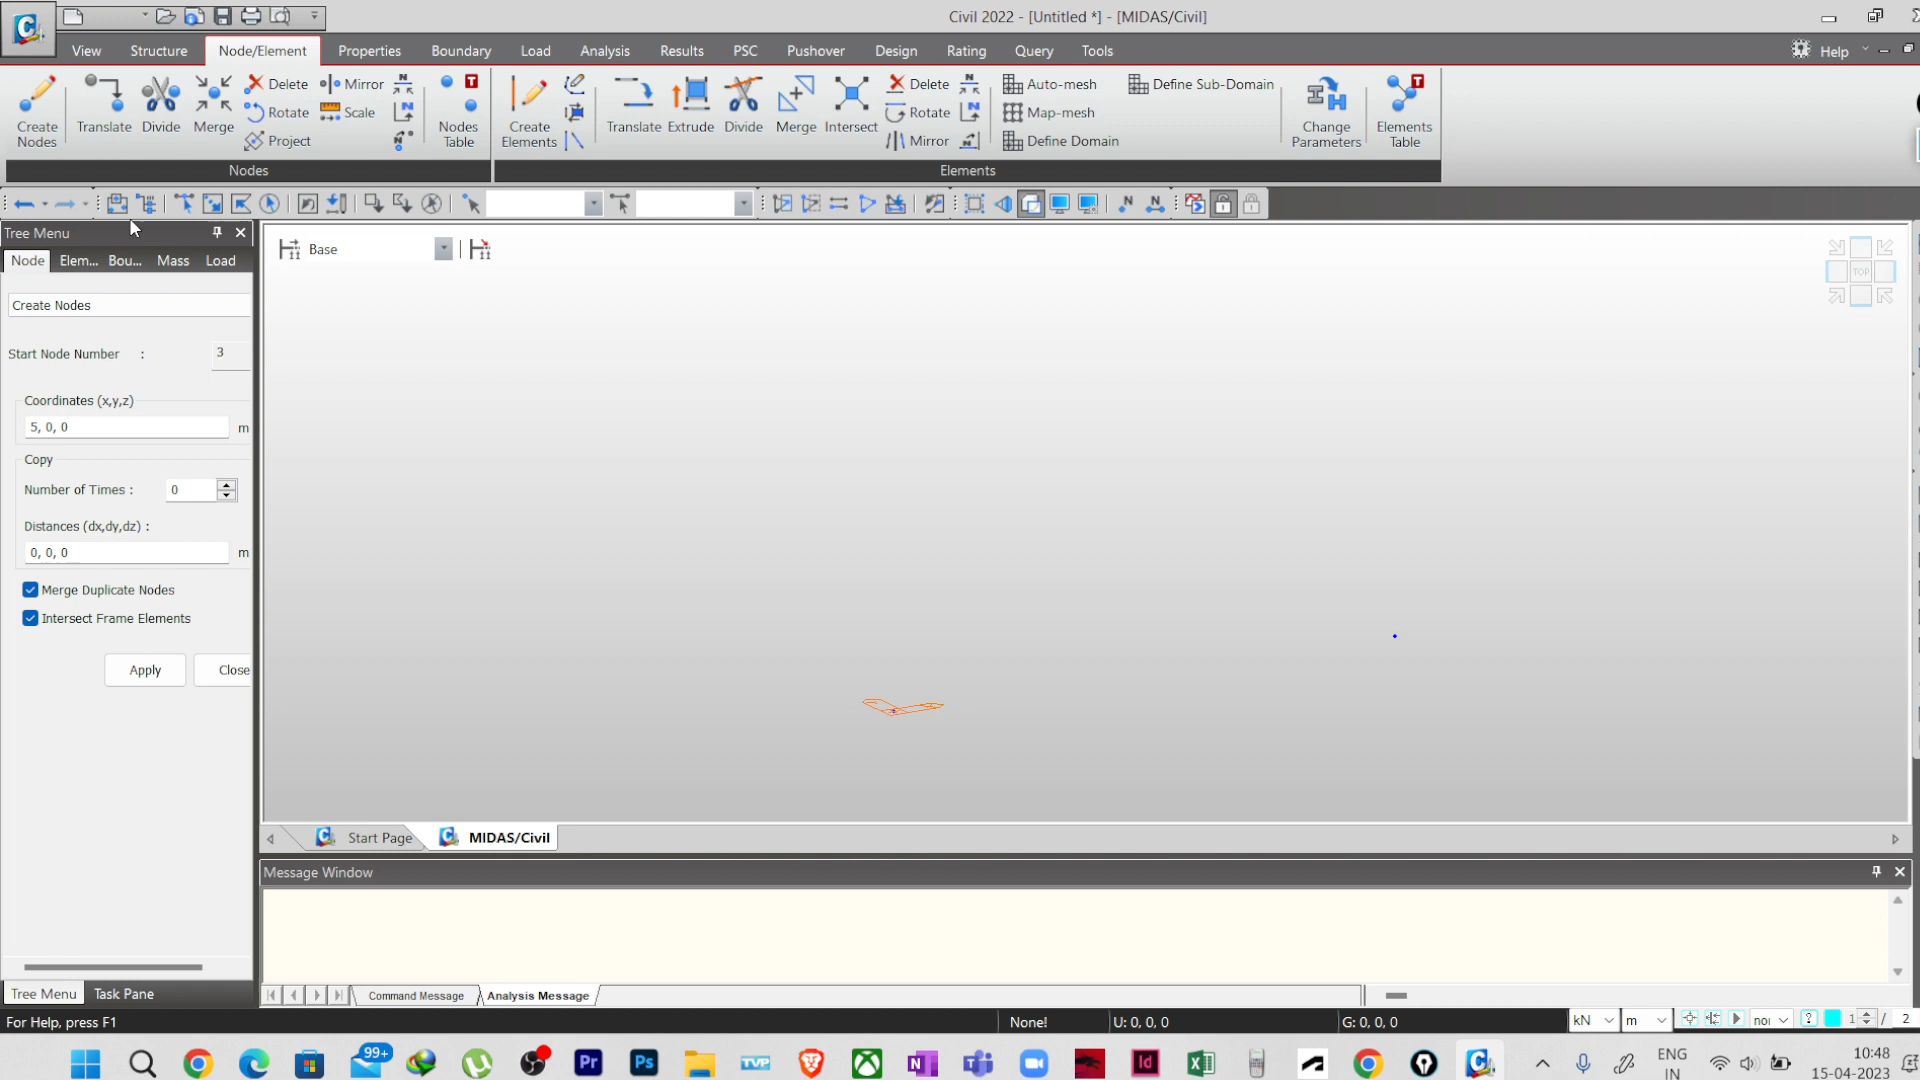 Civil 2022 - [Untitled *] - [MIDAS/Civil]
View Structure Node/Element Properties Boundary Load Analysis Results PSC Pushover Design Rating Query Tools Help
Create Nodes
Translate
Divide
Merge
Delete
Rotate
Project
Mirror
Scale
Nodes Table
Create Elements
Translate
Extrude
Divide
Merge
Intersect
Delete
Rotate
Mirror
Auto-mesh
Map-mesh
Define Domain
Define Sub-Domain
Change Parameters
Elements Table
Nodes
Elements
Tree Menu
Node Elem... Bou... Mass Load
Create Nodes
Start Node Number : 3
Coordinates (x,y,z)
5, 0, 0 m
Copy
Number of Times : 0
Distances (dx,dy,dz) :
0, 0, 0 m
Merge Duplicate Nodes
Intersect Frame Elements
Apply Close
Tree Menu Task Pane
Base
TOP
Start Page MIDAS/Civil
Message Window
Command Message Analysis Message
For Help, press F1 None! U: 0, 0, 0 G: 0, 0, 0 kN m 1 / 2
99+ Pr Ps TVP Id
ENG
IN
10:48
15-04-2023